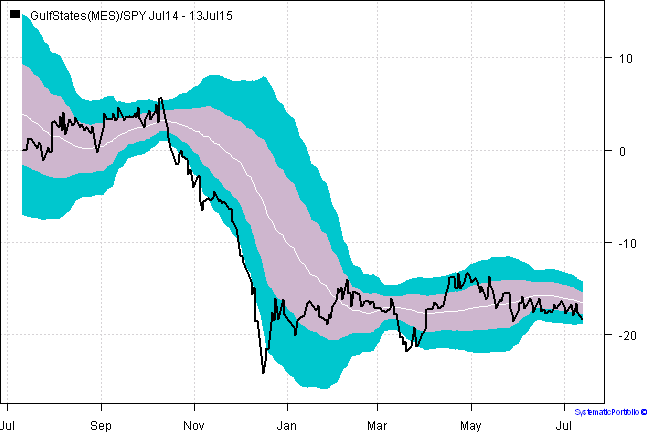 GulfStates(MES)/SPY Jul14 - 13Jul15
10
0
-10
-20
Jul Sep Nov Jan Mar May Jul
SystematicPortfolio ©